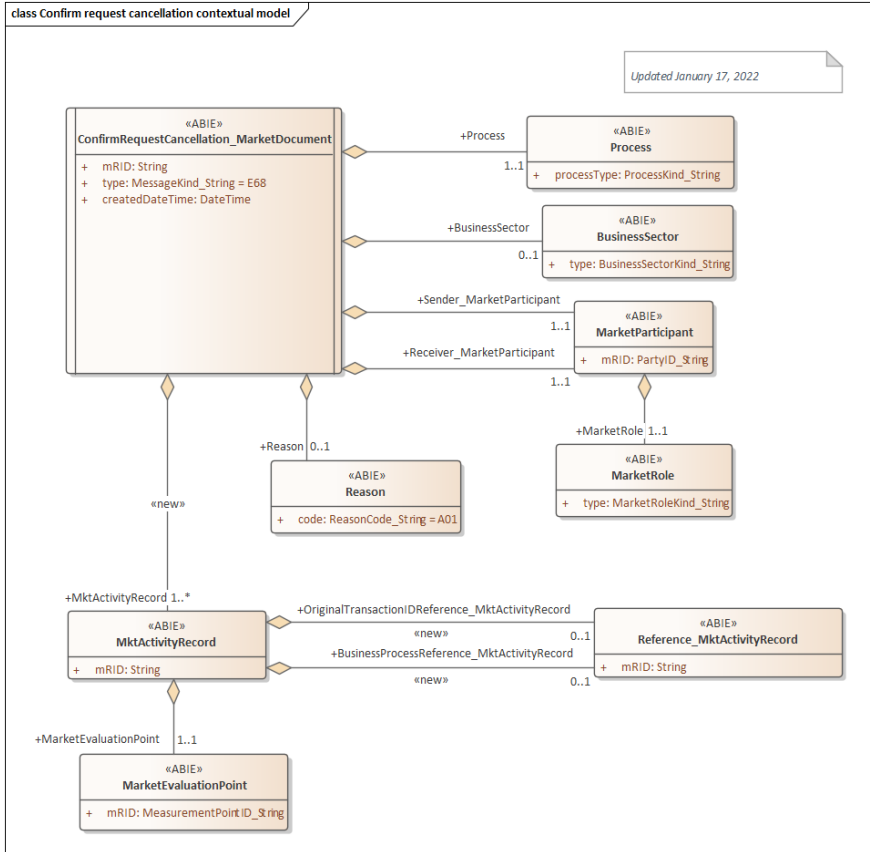 class Confirm request cancellation contextual model
Updated January 17, 2022
«ABIE»
ConfirmRequestCancellation_MarketDocument
+ mRID: String
+ type: MessageKind_String = E68
+ createdDateTime: DateTime
+Process
1..1
«ABIE»
Process
+ processType: ProcessKind_String
+BusinessSector
0..1
«ABIE»
BusinessSector
+ type: BusinessSectorKind_String
+Sender_MarketParticipant
1..1
+Receiver_MarketParticipant
1..1
«ABIE»
MarketParticipant
+ mRID: PartyID_String
+MarketRole 1..1
«ABIE»
MarketRole
+ type: MarketRoleKind_String
+Reason 0..1
«ABIE»
Reason
+ code: ReasonCode_String = A01
«new»
+MktActivityRecord 1..*
«ABIE»
MktActivityRecord
+ mRID: String
+OriginalTransactionIDReference_MktActivityRecord
«new»
0..1
+BusinessProcessReference_MktActivityRecord
«new»
0..1
«ABIE»
Reference_MktActivityRecord
+ mRID: String
+MarketEvaluationPoint 1..1
«ABIE»
MarketEvaluationPoint
+ mRID: MeasurementPointID_String